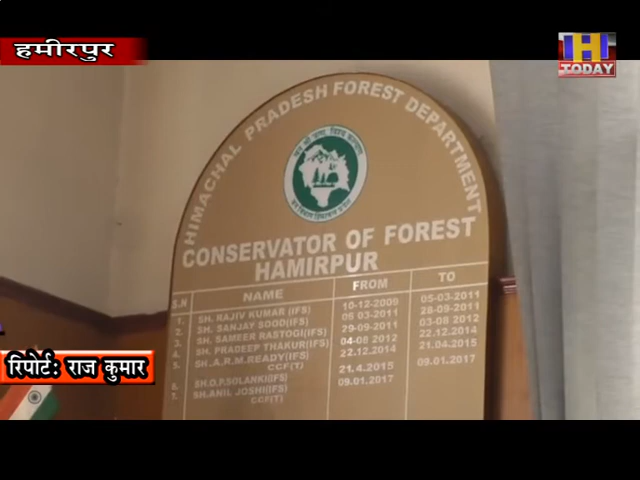 हमीरपुर
H
TODAY
HIMACHAL PRADESH FOREST DEPARTMENT
CONSERVATOR OF FOREST
HAMIRPUR
S.N NAME FROM TO
1. SH. RAJIV KUMAR (IFS) 10-12-2009 05-03-2011
2. SH. SANJAY SOOD(IFS) 05 03-2011 28-09-2011
3. SH. SAMEER RASTOGI(IFS) 29-09-2011 03-08 2012
4. SH. PRADEEP THAKUR(IFS) 04-08 2012 22.12.2014
5. SH.A.R.M.READY(IFS) 22.12.2014 21.04.2015
CCF(T)
6. SH.O.P.SOLANKI(IFS) 21.4.2015 09.01.2017
7. SH.ANIL JOSHI(IFS) 09.01.2017
CCF(T)
रिपोर्ट: राज कुमार